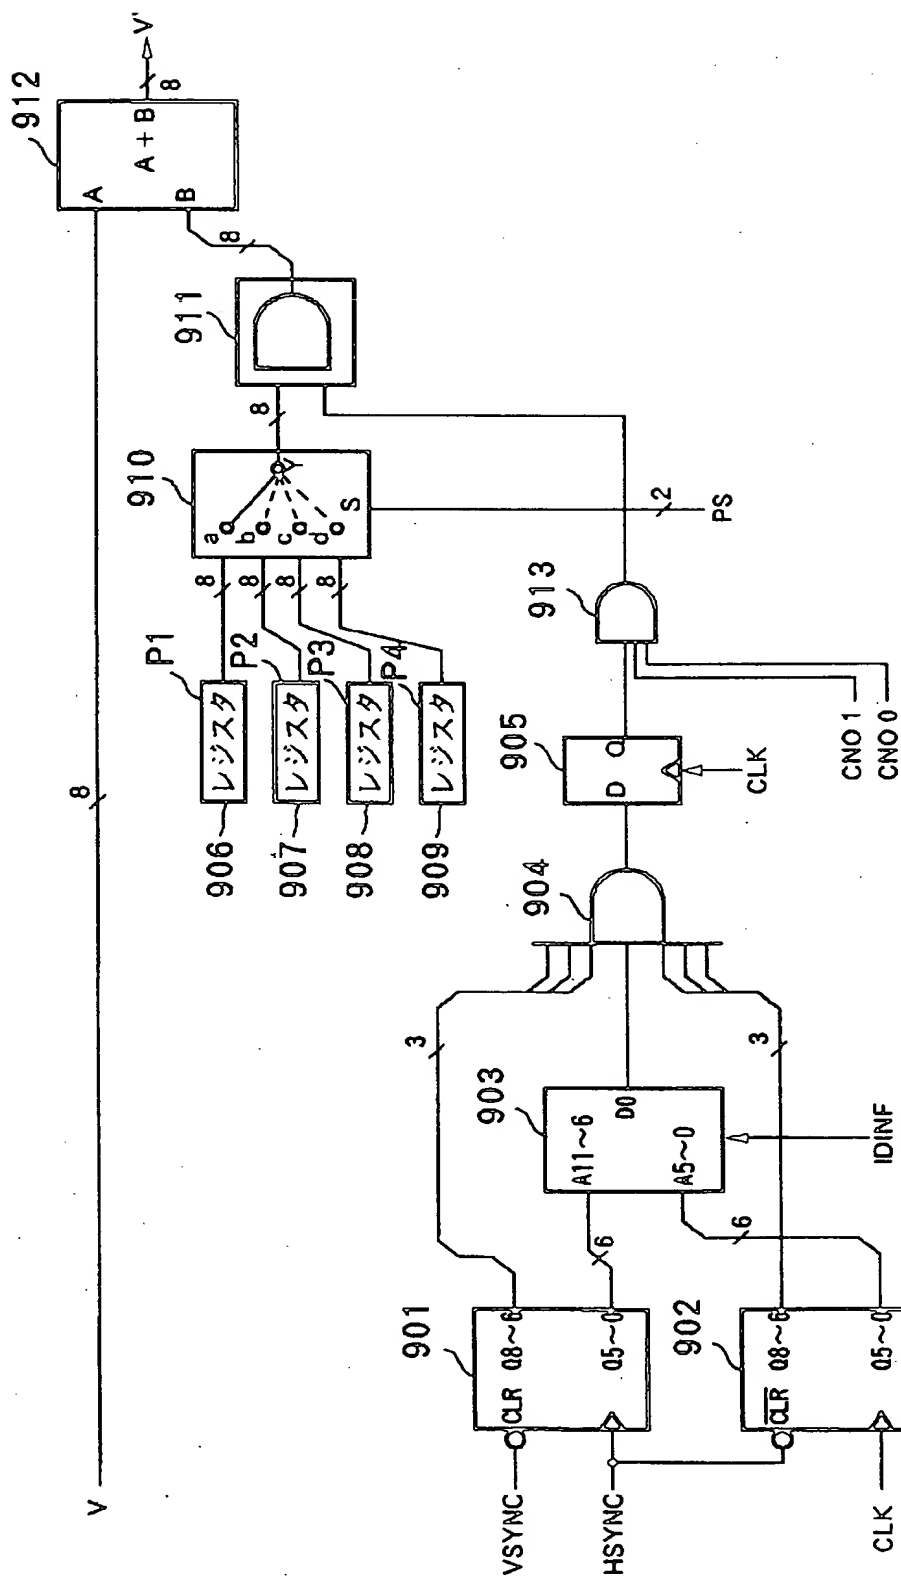 V
8
912
A
B
A + B
8
V'
P1
906
レジスタ
8
P2
907
レジスタ
8
P3
908
レジスタ
8
P4
909
レジスタ
8
910
a
b
c
d
Y
S
8
2
PS
911
8
VSYNC
HSYNC
CLK
901
CLR
Q8~6
Q5~0
902
CLR
Q8~6
Q5~0
3
6
6
3
903
A11~6
A5~0
D0
IDINF
904
905
D
Q
CLK
913
CNO1
CNO0